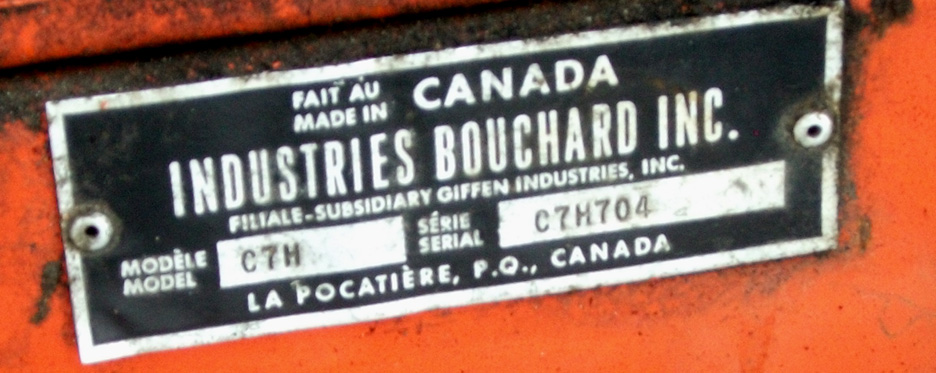 FAIT AU
MADE IN CANADA
INDUSTRIES BOUCHARD INC.
FILIALE-SUBSIDIARY GIFFEN INDUSTRIES, INC.
MODÈLE
MODEL C7H
SÉRIE
SERIAL C7H704
LA POCATIÈRE, P.Q., CANADA